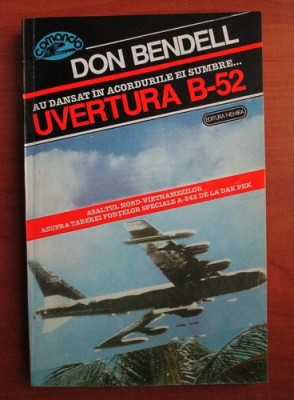 comando
DON BENDELL
AU DANSAT ÎN ACORDURILE EI SUMBRE...
UVERTURA B-52
EDITURA NEMIRA
ASALTUL NORD-VIETNAMEZILOR
ASUPRA TABEREI FORȚELOR SPECIALE A-242 DE LA DAK PEK